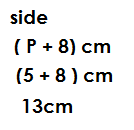 side
( P + 8) cm
(5 + 8 ) cm
13cm